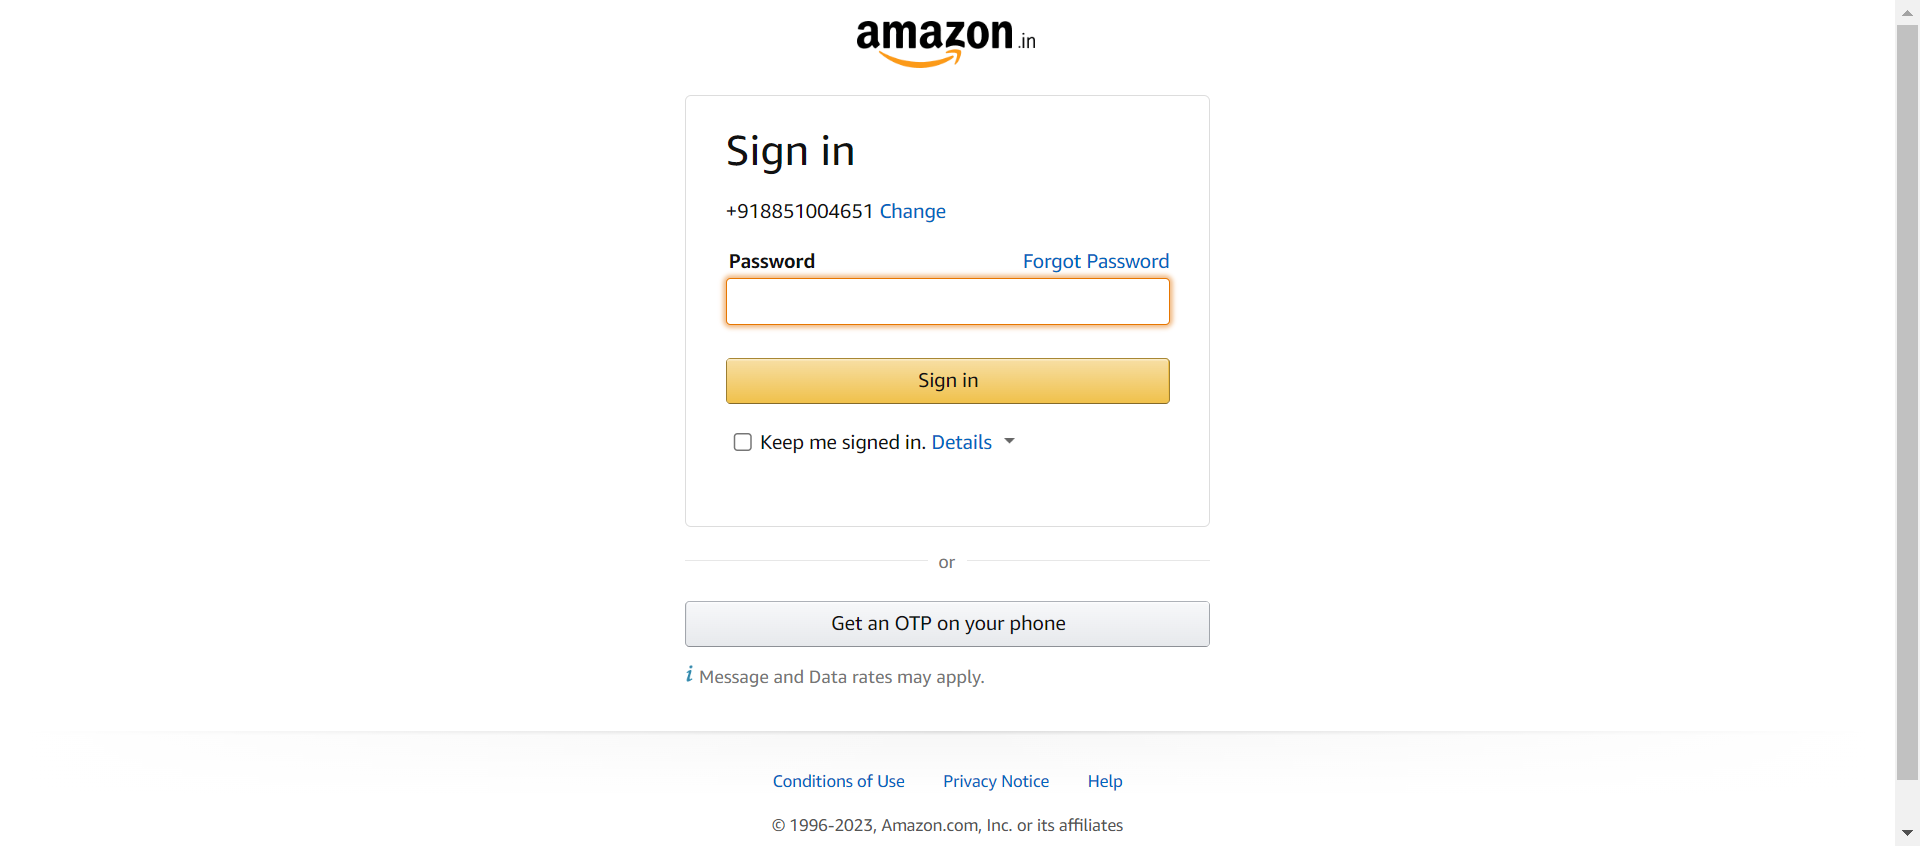 amazon.in
Sign in
+918851004651 Change
Password Forgot Password
Sign in
Keep me signed in. Details
or
Get an OTP on your phone
i Message and Data rates may apply.
Conditions of Use Privacy Notice Help
© 1996-2023, Amazon.com, Inc. or its affiliates